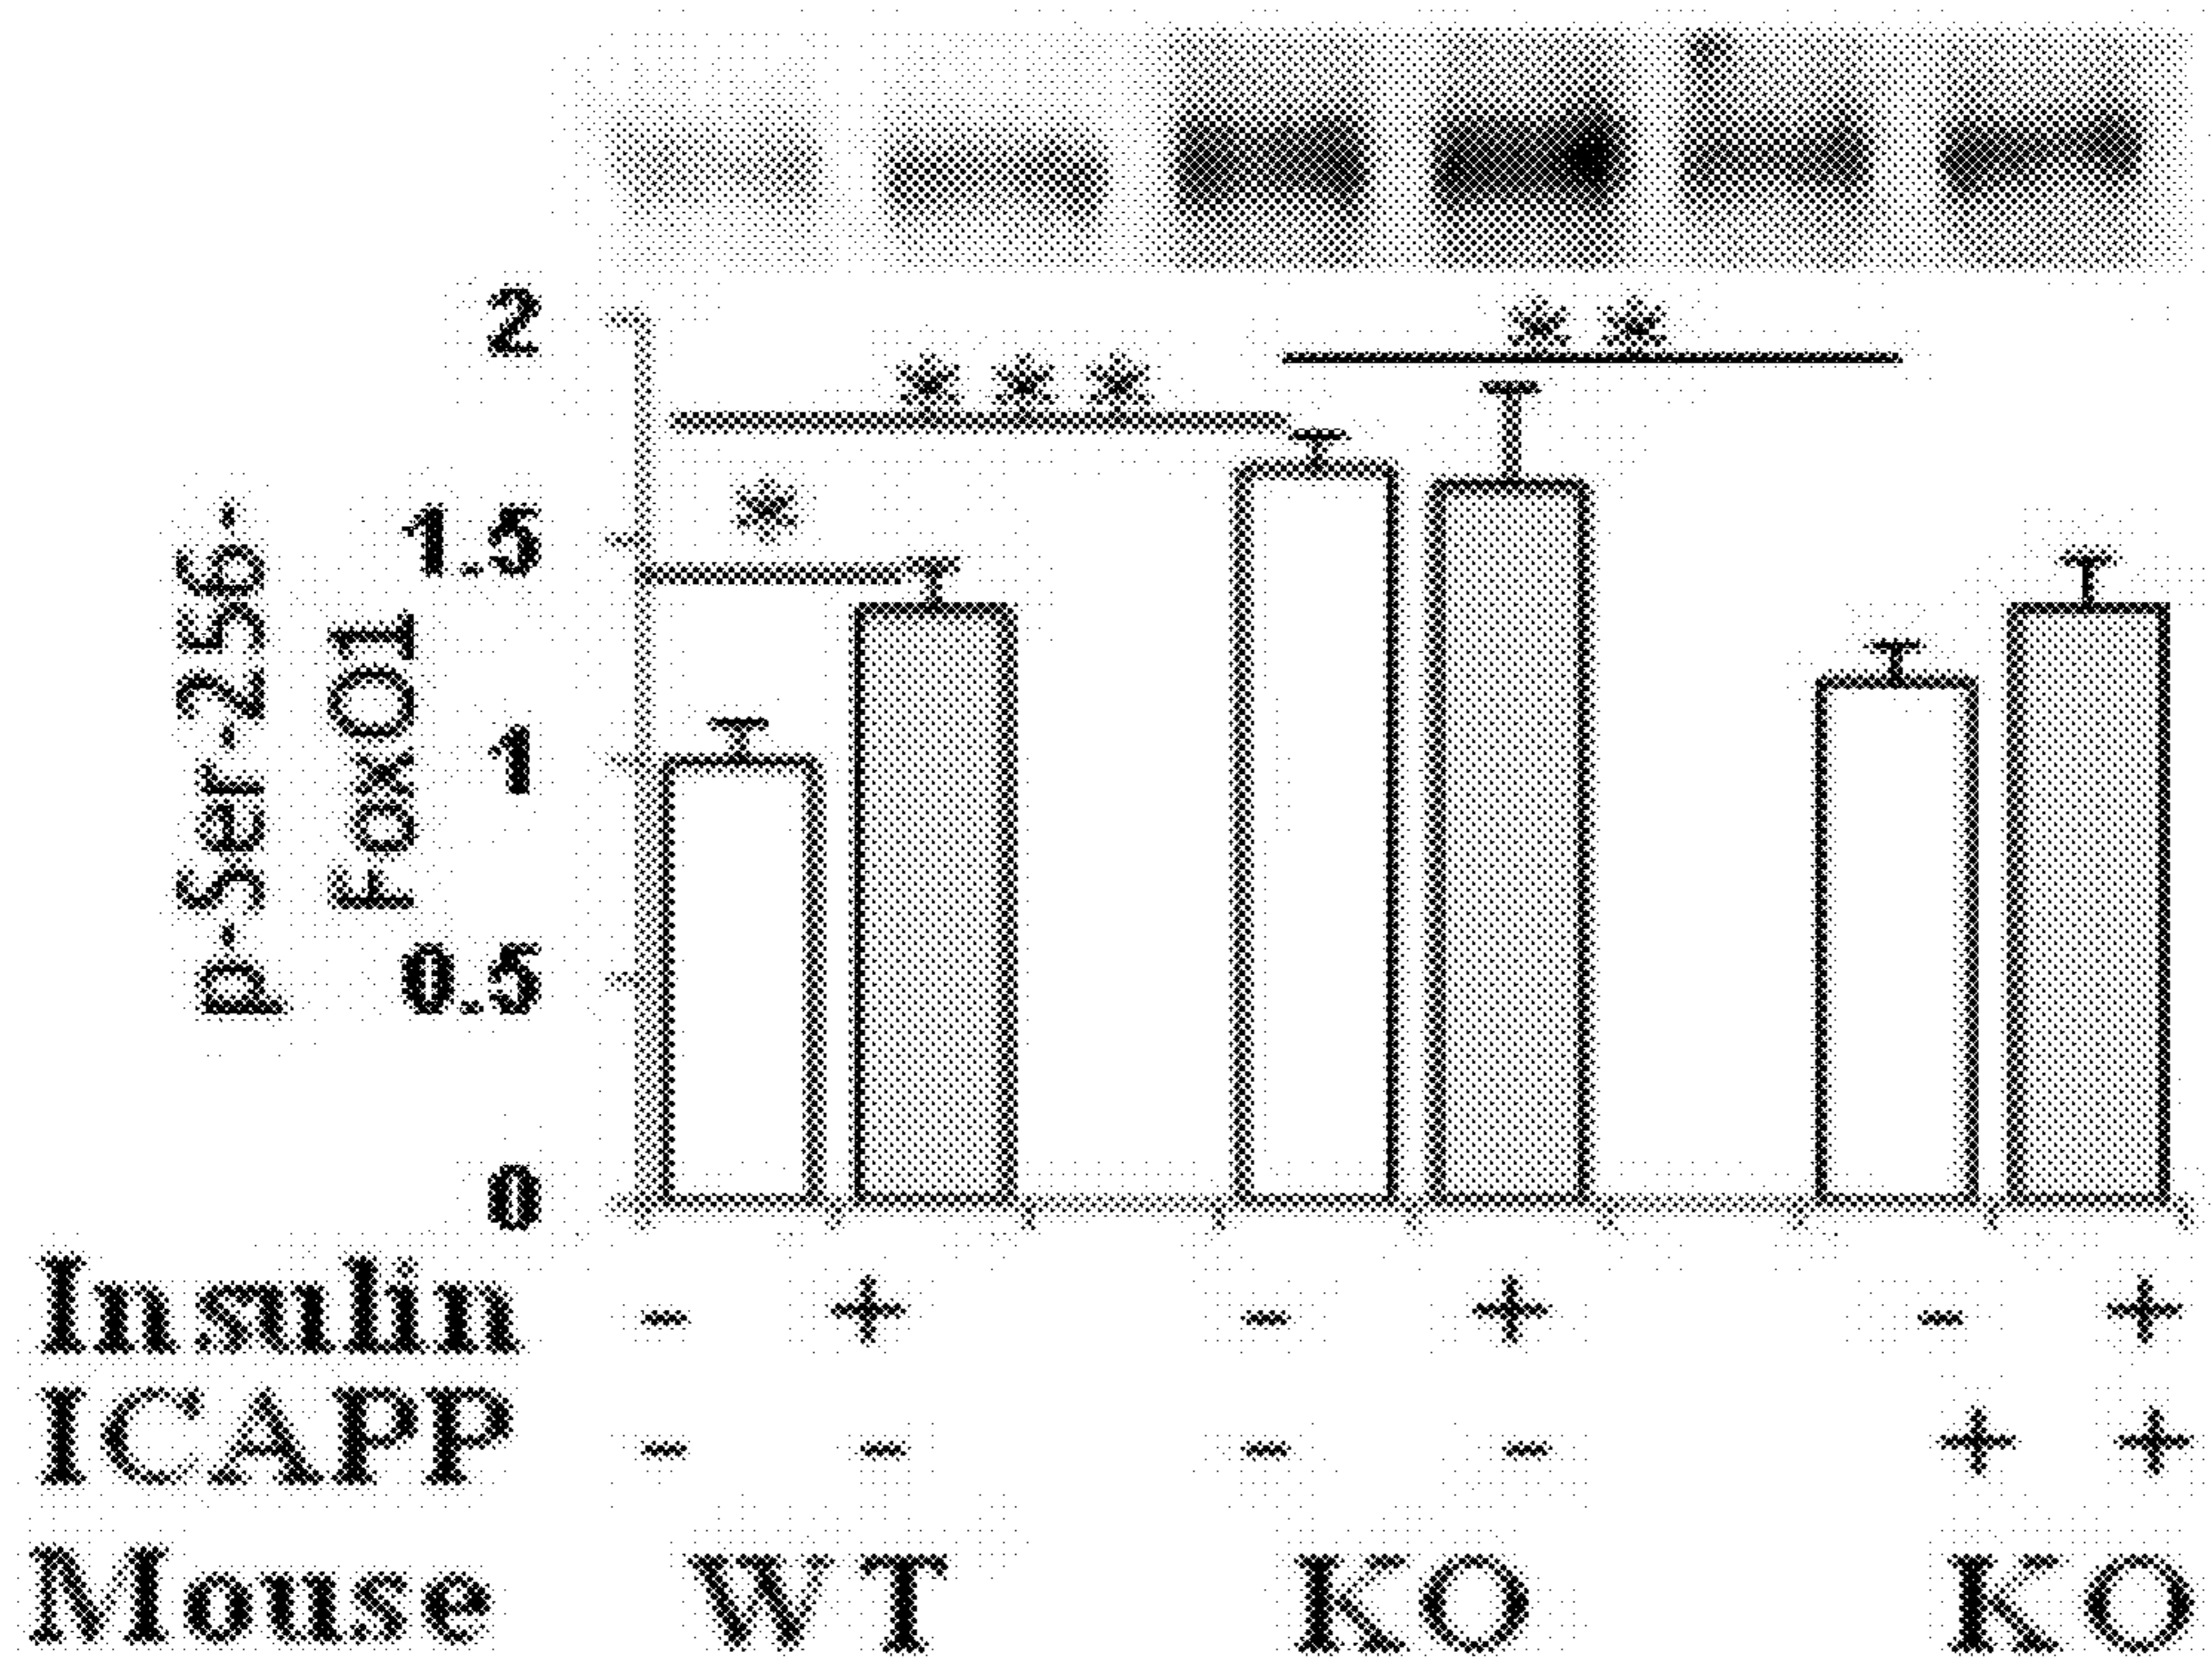 * *
2
* * *
*
1.5
p-Ser-256-
FoxO1
1
0.5
0
Insulin - + - + - +
ICAPP - - - - + +
Mouse WT KO KO